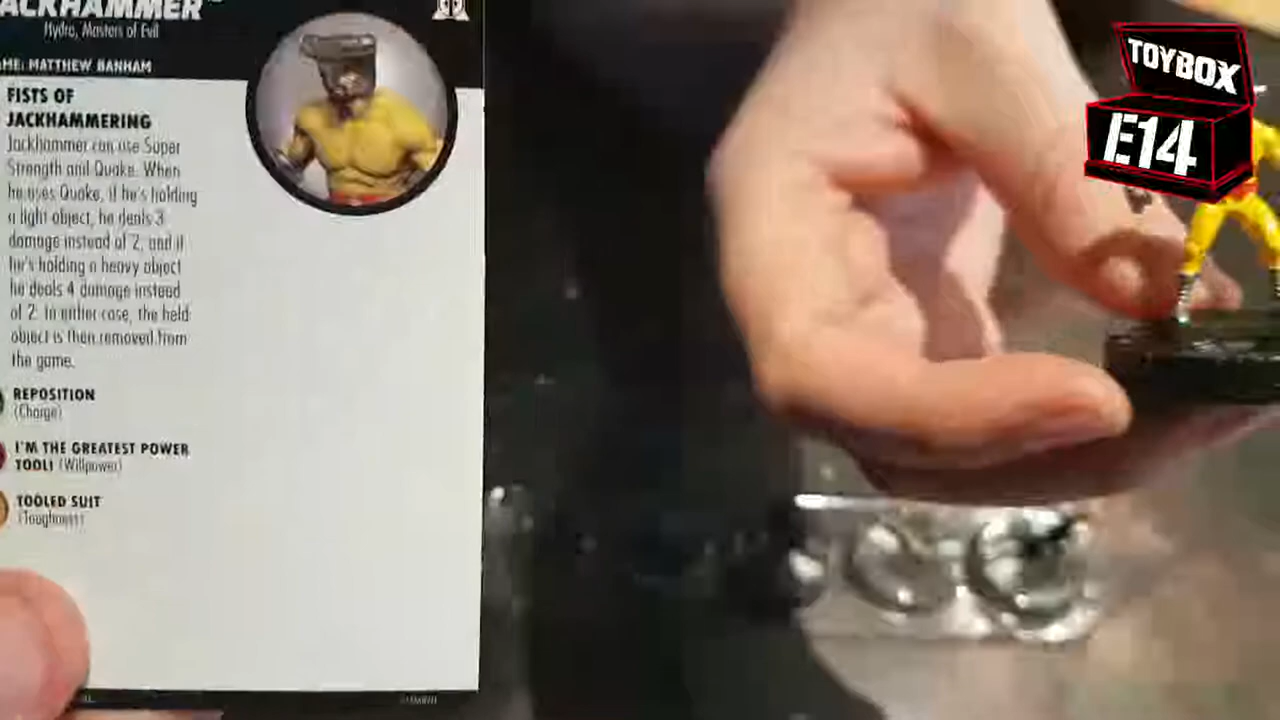 ACKHAMMER
Hydra, Masters of Evil
ME: MATTHEW BANHAM
FISTS OF
JACKHAMMERING
Jackhammer can use Super
Strength and Quake. When
he uses Quake, if he's holding
a light object, he deals 3
damage instead of 2, and if
he's holding a heavy object
he deals 4 damage instead
of 2. In either case, the held
object is then removed from
the game.
REPOSITION
(Charge)
I'M THE GREATEST POWER
TOOL! (Willpower)
TOOLED SUIT
(Toughness)
TOYBOX
E14